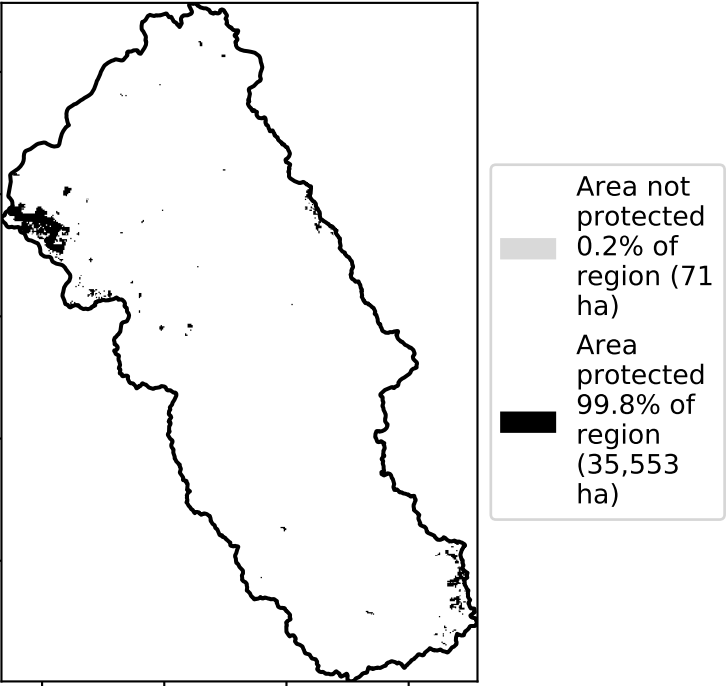 Area not
protected
0.2% of
region (71
ha)
Area
protected
99.8% of
region
(35,553
ha)